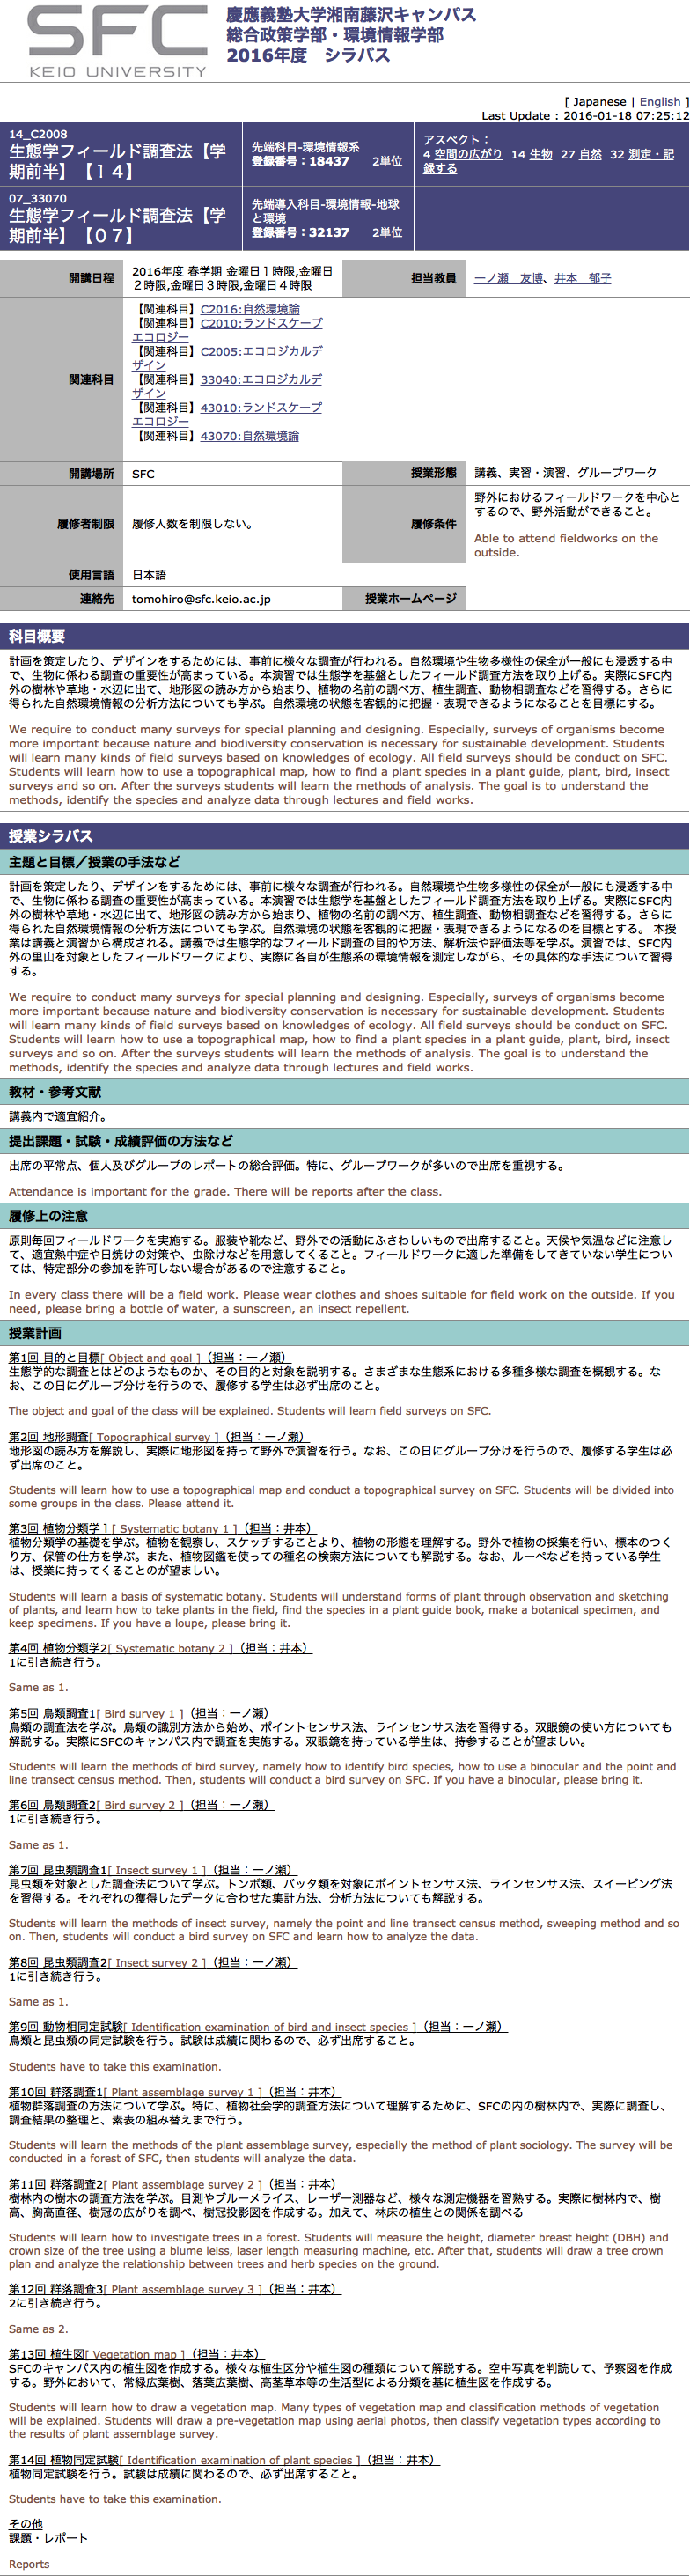 SFC
KEIO UNIVERSITY
慶應義塾大学湘南藤沢キャンパス
総合政策学部・環境情報学部
2016年度　シラバス
[ Japanese | English ]
Last Update : 2016-01-18 07:25:12
14_C2008
生態学フィールド調査法【学
期前半】【１４】
先端科目-環境情報系
登録番号：18437　2単位
アスペクト：
4 空間の広がり 14 生物 27 自然 32 測定・記
録する
07_33070
生態学フィールド調査法【学
期前半】【０７】
先端導入科目-環境情報-地球
と環境
登録番号：32137　2単位
開講日程
2016年度 春学期 金曜日１時限,金曜日
２時限,金曜日３時限,金曜日４時限
担当教員
一ノ瀬　友博、井本　郁子
関連科目
【関連科目】C2016:自然環境論
【関連科目】C2010:ランドスケープ
エコロジー
【関連科目】C2005:エコロジカルデ
ザイン
【関連科目】33040:エコロジカルデ
ザイン
【関連科目】43010:ランドスケープ
エコロジー
【関連科目】43070:自然環境論
開講場所
SFC
授業形態
講義、実習・演習、グループワーク
履修者制限
履修人数を制限しない。
履修条件
野外におけるフィールドワークを中心と
するので、野外活動ができること。
Able to attend fieldworks on the
outside.
使用言語
日本語
連絡先
tomohiro@sfc.keio.ac.jp
授業ホームページ
科目概要
計画を策定したり、デザインをするためには、事前に様々な調査が行われる。自然環境や生物多様性の保全が一般にも浸透する中
で、生物に係わる調査の重要性が高まっている。本演習では生態学を基盤としたフィールド調査方法を取り上げる。実際にSFC内
外の樹林や草地・水辺に出て、地形図の読み方から始まり、植物の名前の調べ方、植生調査、動物相調査などを習得する。さらに
得られた自然環境情報の分析方法についても学ぶ。自然環境の状態を客観的に把握・表現できるようになることを目標にする。
We require to conduct many surveys for special planning and designing. Especially, surveys of organisms become
more important because nature and biodiversity conservation is necessary for sustainable development. Students
will learn many kinds of field surveys based on knowledges of ecology. All field surveys should be conduct on SFC.
Students will learn how to use a topographical map, how to find a plant species in a plant guide, plant, bird, insect
surveys and so on. After the surveys students will learn the methods of analysis. The goal is to understand the
methods, identify the species and analyze data through lectures and field works.
授業シラバス
主題と目標／授業の手法など
計画を策定したり、デザインをするためには、事前に様々な調査が行われる。自然環境や生物多様性の保全が一般にも浸透する中
で、生物に係わる調査の重要性が高まっている。本演習では生態学を基盤としたフィールド調査方法を取り上げる。実際にSFC内
外の樹林や草地・水辺に出て、地形図の読み方から始まり、植物の名前の調べ方、植生調査、動物相調査などを習得する。さらに
得られた自然環境情報の分析方法についても学ぶ。自然環境の状態を客観的に把握・表現できるようになるのを目標とする。 本授
業は講義と演習から構成される。講義では生態学的なフィールド調査の目的や方法、解析法や評価法等を学ぶ。演習では、SFC内
外の里山を対象としたフィールドワークにより、実際に各自が生態系の環境情報を測定しながら、その具体的な手法について習得
する。
We require to conduct many surveys for special planning and designing. Especially, surveys of organisms become
more important because nature and biodiversity conservation is necessary for sustainable development. Students
will learn many kinds of field surveys based on knowledges of ecology. All field surveys should be conduct on SFC.
Students will learn how to use a topographical map, how to find a plant species in a plant guide, plant, bird, insect
surveys and so on. After the surveys students will learn the methods of analysis. The goal is to understand the
methods, identify the species and analyze data through lectures and field works.
教材・参考文献
講義内で適宜紹介。
提出課題・試験・成績評価の方法など
出席の平常点、個人及びグループのレポートの総合評価。特に、グループワークが多いので出席を重視する。
Attendance is important for the grade. There will be reports after the class.
履修上の注意
原則毎回フィールドワークを実施する。服装や靴など、野外での活動にふさわしいもので出席すること。天候や気温などに注意し
て、適宜熱中症や日焼けの対策や、虫除けなどを用意してくること。フィールドワークに適した準備をしてきていない学生につい
ては、特定部分の参加を許可しない場合があるので注意すること。
In every class there will be a field work. Please wear clothes and shoes suitable for field work on the outside. If you
need, please bring a bottle of water, a sunscreen, an insect repellent.
授業計画
第1回 目的と目標[ Object and goal ]（担当：一ノ瀬）
生態学的な調査とはどのようなものか、その目的と対象を説明する。さまざまな生態系における多種多様な調査を概観する。な
お、この日にグループ分けを行うので、履修する学生は必ず出席のこと。
The object and goal of the class will be explained. Students will learn field surveys on SFC.
第2回 地形調査[ Topographical survey ]（担当：一ノ瀬）
地形図の読み方を解説し、実際に地形図を持って野外で演習を行う。なお、この日にグループ分けを行うので、履修する学生は必
ず出席のこと。
Students will learn how to use a topographical map and conduct a topographical survey on SFC. Students will be divided into
some groups in the class. Please attend it.
第3回 植物分類学１[ Systematic botany 1 ]（担当：井本）
植物分類学の基礎を学ぶ。植物を観察し、スケッチすることより、植物の形態を理解する。野外で植物の採集を行い、標本のつく
り方、保管の仕方を学ぶ。また、植物図鑑を使っての種名の検索方法についても解説する。なお、ルーペなどを持っている学生
は、授業に持ってくることのが望ましい。
Students will learn a basis of systematic botany. Students will understand forms of plant through observation and sketching
of plants, and learn how to take plants in the field, find the species in a plant guide book, make a botanical specimen, and
keep specimens. If you have a loupe, please bring it.
第4回 植物分類学2[ Systematic botany 2 ]（担当：井本）
1に引き続き行う。
Same as 1.
第5回 鳥類調査1[ Bird survey 1 ]（担当：一ノ瀬）
鳥類の調査法を学ぶ。鳥類の識別方法から始め、ポイントセンサス法、ラインセンサス法を習得する。双眼鏡の使い方についても
解説する。実際にSFCのキャンパス内で調査を実施する。双眼鏡を持っている学生は、持参することが望ましい。
Students will learn the methods of bird survey, namely how to identify bird species, how to use a binocular and the point and
line transect census method. Then, students will conduct a bird survey on SFC. If you have a binocular, please bring it.
第6回 鳥類調査2[ Bird survey 2 ]（担当：一ノ瀬）
1に引き続き行う。
Same as 1.
第7回 昆虫類調査1[ Insect survey 1 ]（担当：一ノ瀬）
昆虫類を対象とした調査法について学ぶ。トンボ類、バッタ類を対象にポイントセンサス法、ラインセンサス法、スイーピング法
を習得する。それぞれの獲得したデータに合わせた集計方法、分析方法についても解説する。
Students will learn the methods of insect survey, namely the point and line transect census method, sweeping method and so
on. Then, students will conduct a bird survey on SFC and learn how to analyze the data.
第8回 昆虫類調査2[ Insect survey 2 ]（担当：一ノ瀬）
1に引き続き行う。
Same as 1.
第9回 動物相同定試験[ Identification examination of bird and insect species ]（担当：一ノ瀬）
鳥類と昆虫類の同定試験を行う。試験は成績に関わるので、必ず出席すること。
Students have to take this examination.
第10回 群落調査1[ Plant assemblage survey 1 ]（担当：井本）
植物群落調査の方法について学ぶ。特に、植物社会学的調査方法について理解するために、SFCの内の樹林内で、実際に調査し、
調査結果の整理と、素表の組み替えまで行う。
Students will learn the methods of the plant assemblage survey, especially the method of plant sociology. The survey will be
conducted in a forest of SFC, then students will analyze the data.
第11回 群落調査2[ Plant assemblage survey 2 ]（担当：井本）
樹林内の樹木の調査方法を学ぶ。目測やブルーメライス、レーザー測器など、様々な測定機器を習熟する。実際に樹林内で、樹
高、胸高直径、樹冠の広がりを調べ、樹冠投影図を作成する。加えて、林床の植生との関係を調べる
Students will learn how to investigate trees in a forest. Students will measure the height, diameter breast height (DBH) and
crown size of the tree using a blume leiss, laser length measuring machine, etc. After that, students will draw a tree crown
plan and analyze the relationship between trees and herb species on the ground.
第12回 群落調査3[ Plant assemblage survey 3 ]（担当：井本）
2に引き続き行う。
Same as 2.
第13回 植生図[ Vegetation map ]（担当：井本）
SFCのキャンパス内の植生図を作成する。様々な植生区分や植生図の種類について解説する。空中写真を判読して、予察図を作成
する。野外において、常緑広葉樹、落葉広葉樹、高茎草本等の生活型による分類を基に植生図を作成する。
Students will learn how to draw a vegetation map. Many types of vegetation map and classification methods of vegetation
will be explained. Students will draw a pre-vegetation map using aerial photos, then classify vegetation types according to
the results of plant assemblage survey.
第14回 植物同定試験[ Identification examination of plant species ]（担当：井本）
植物同定試験を行う。試験は成績に関わるので、必ず出席すること。
Students have to take this examination.
その他
課題・レポート
Reports